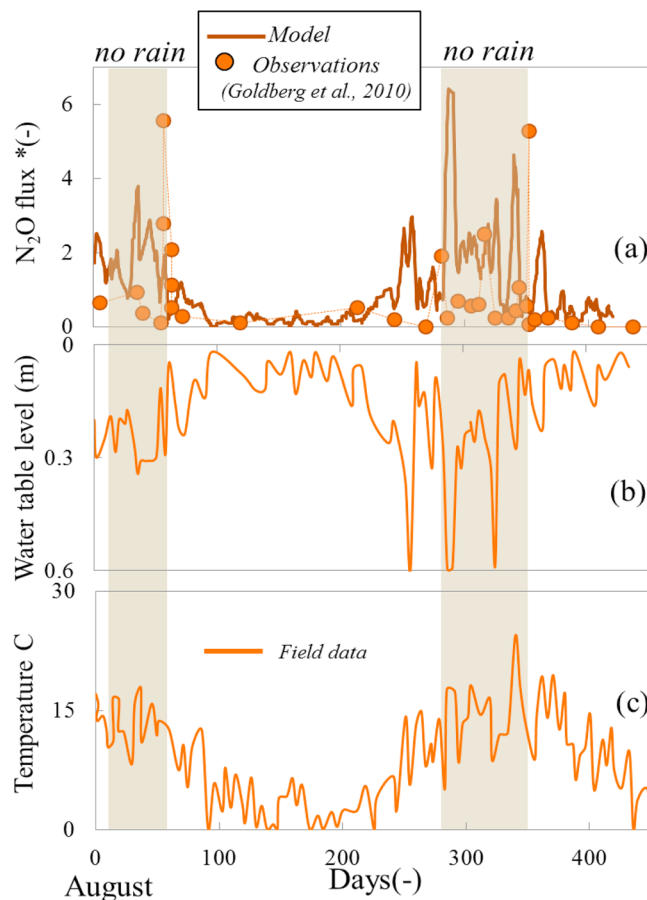 no rain
no rain
Model
Observations
(Goldberg et al., 2010)
N₂O flux *(-)
6
4
2
0
(a)
Water table level (m)
0
0.3
0.6
(b)
Temperature C
30
15
0
Field data
(c)
0
100
200
300
400
August
Days(-)